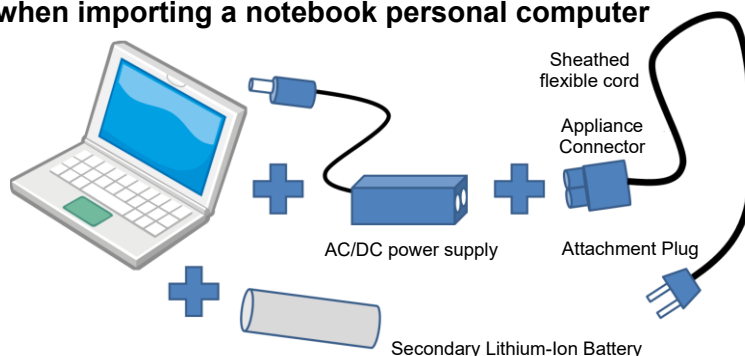 when importing a notebook personal computer
Sheathed
flexible cord
Appliance
Connector
AC/DC power supply
Attachment Plug
Secondary Lithium-Ion Battery